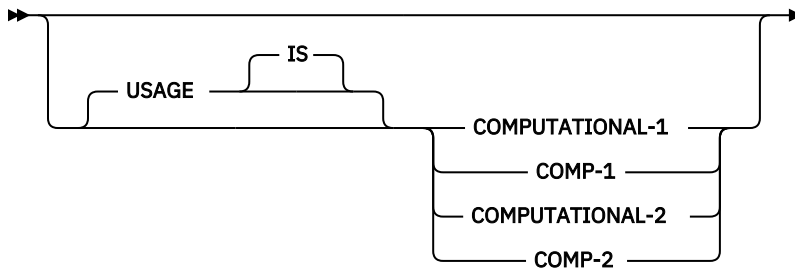 IS
USAGE
COMPUTATIONAL-1
COMP-1
COMPUTATIONAL-2
COMP-2